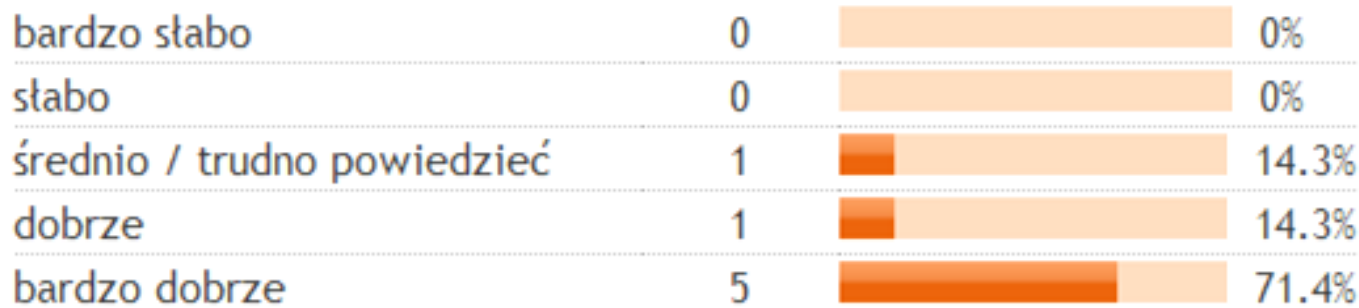 bardzo słabo 0 0%
słabo 0 0%
średnio / trudno powiedzieć 1 14.3%
dobrze 1 14.3%
bardzo dobrze 5 71.4%